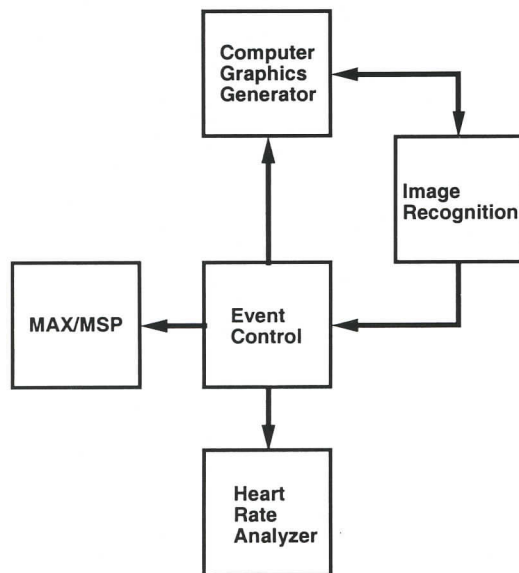 Computer
Graphics
Generator
Image
Recognition
MAX/MSP
Event
Control
Heart
Rate
Analyzer